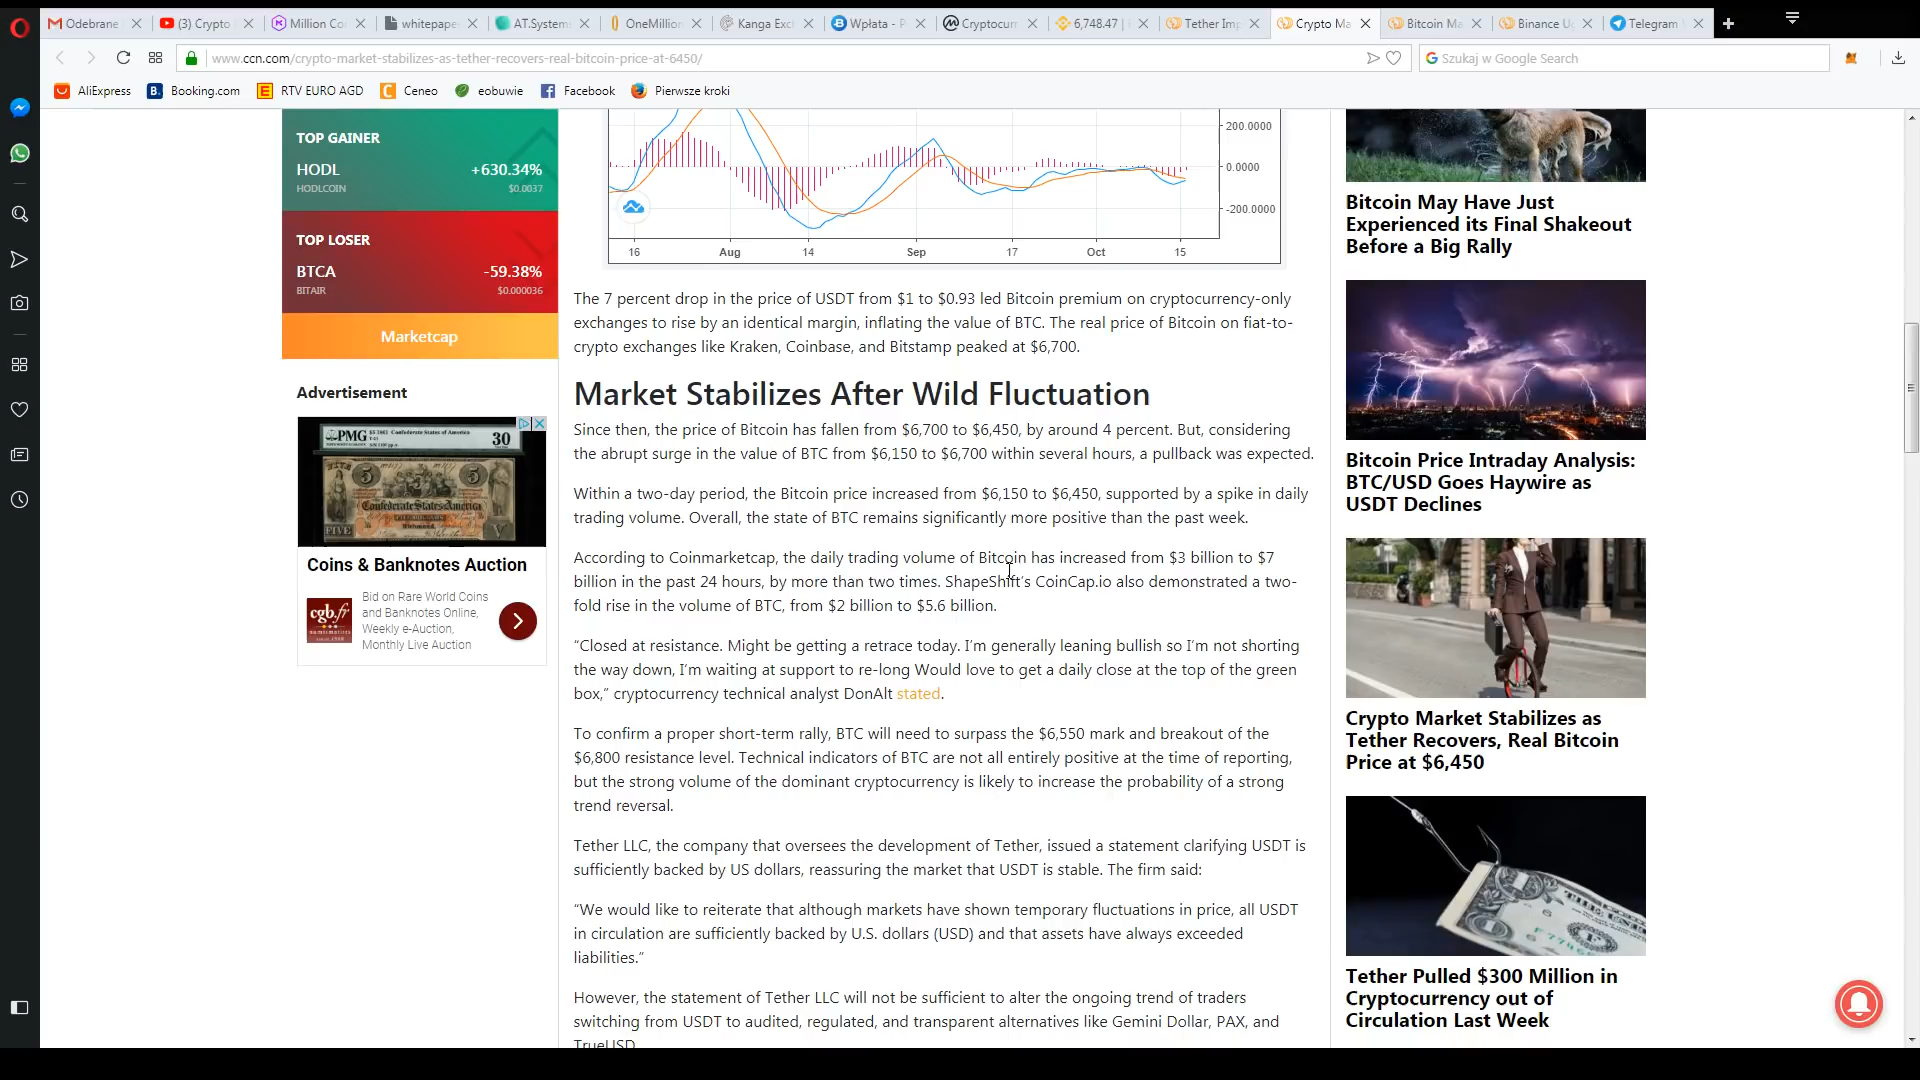 Odebrane
(3) Crypto
Million Co
whitepape
AT.Systems
OneMillion
Kanga Exc
Wpłata - P
Cryptocur
6,748.47 |
Tether Imp
Crypto Ma
Bitcoin Ma
Binance U
Telegram
www.ccn.com/crypto-market-stabilizes-as-tether-recovers-real-bitcoin-price-at-6450/
Szukaj w Google Search
AliExpress
Booking.com
RTV EURO AGD
Ceneo
eobuwie
Facebook
Pierwsze kroki
TOP GAINER
HODL +630.34%
HODLCOIN $0.0037
TOP LOSER
BTCA -59.38%
BITAIR $0.000036
Marketcap
Advertisement
PMG
Confederate States of America
30
FIVE
Coins & Banknotes Auction
cgb.fr
Bid on Rare World Coins
and Banknotes Online,
Weekly e-Auction,
Monthly Live Auction
200.0000
0.0000
-200.0000
16 Aug 14 Sep 17 Oct 15
The 7 percent drop in the price of USDT from $1 to $0.93 led Bitcoin premium on cryptocurrency-only
exchanges to rise by an identical margin, inflating the value of BTC. The real price of Bitcoin on fiat-to-
crypto exchanges like Kraken, Coinbase, and Bitstamp peaked at $6,700.
Market Stabilizes After Wild Fluctuation
Since then, the price of Bitcoin has fallen from $6,700 to $6,450, by around 4 percent. But, considering
the abrupt surge in the value of BTC from $6,150 to $6,700 within several hours, a pullback was expected.
Within a two-day period, the Bitcoin price increased from $6,150 to $6,450, supported by a spike in daily
trading volume. Overall, the state of BTC remains significantly more positive than the past week.
According to Coinmarketcap, the daily trading volume of Bitcoin has increased from $3 billion to $7
billion in the past 24 hours, by more than two times. ShapeShift’s CoinCap.io also demonstrated a two-
fold rise in the volume of BTC, from $2 billion to $5.6 billion.
“Closed at resistance. Might be getting a retrace today. I’m generally leaning bullish so I’m not shorting
the way down, I’m waiting at support to re-long Would love to get a daily close at the top of the green
box,” cryptocurrency technical analyst DonAlt stated.
To confirm a proper short-term rally, BTC will need to surpass the $6,550 mark and breakout of the
$6,800 resistance level. Technical indicators of BTC are not all entirely positive at the time of reporting,
but the strong volume of the dominant cryptocurrency is likely to increase the probability of a strong
trend reversal.
Tether LLC, the company that oversees the development of Tether, issued a statement clarifying USDT is
sufficiently backed by US dollars, reassuring the market that USDT is stable. The firm said:
“We would like to reiterate that although markets have shown temporary fluctuations in price, all USDT
in circulation are sufficiently backed by U.S. dollars (USD) and that assets have always exceeded
liabilities.”
However, the statement of Tether LLC will not be sufficient to alter the ongoing trend of traders
switching from USDT to audited, regulated, and transparent alternatives like Gemini Dollar, PAX, and
TrueUSD.
Bitcoin May Have Just
Experienced its Final Shakeout
Before a Big Rally
Bitcoin Price Intraday Analysis:
BTC/USD Goes Haywire as
USDT Declines
Crypto Market Stabilizes as
Tether Recovers, Real Bitcoin
Price at $6,450
Tether Pulled $300 Million in
Cryptocurrency out of
Circulation Last Week